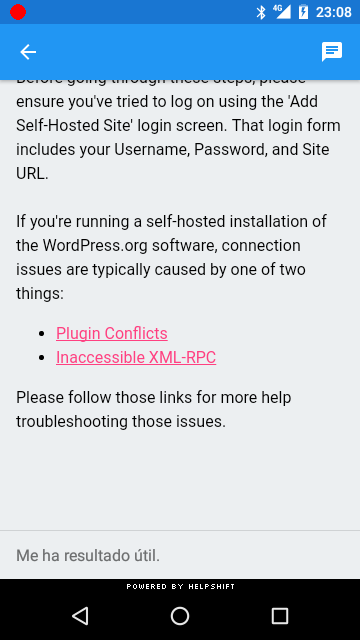 4G 23:08
Before going through these steps, please
ensure you've tried to log on using the 'Add
Self-Hosted Site' login screen. That login form
includes your Username, Password, and Site
URL.
If you're running a self-hosted installation of
the WordPress.org software, connection
issues are typically caused by one of two
things:
• Plugin Conflicts
• Inaccessible XML-RPC
Please follow those links for more help
troubleshooting those issues.
Me ha resultado útil.
POWERED BY HELPSHIFT